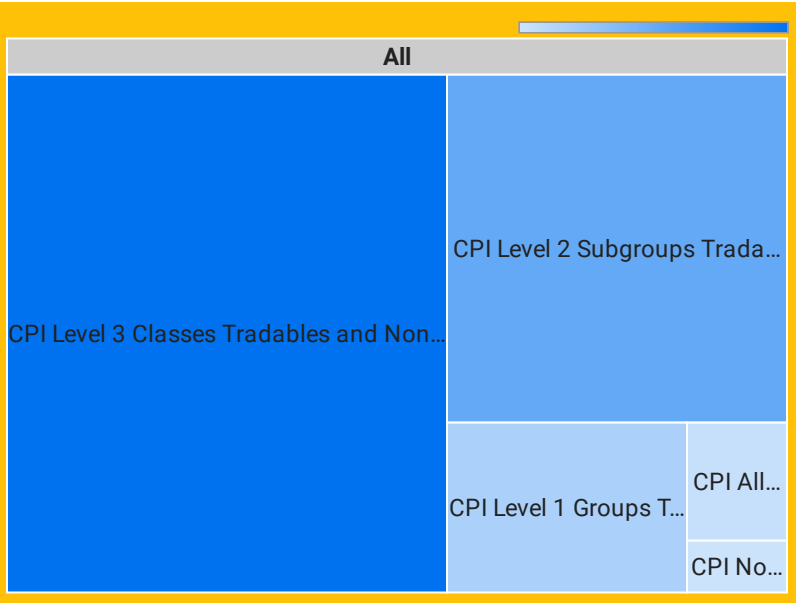 All
CPI Level 3 Classes Tradables and Non…
CPI Level 2 Subgroups Trada…
CPI Level 1 Groups T…
CPI All…
CPI No…